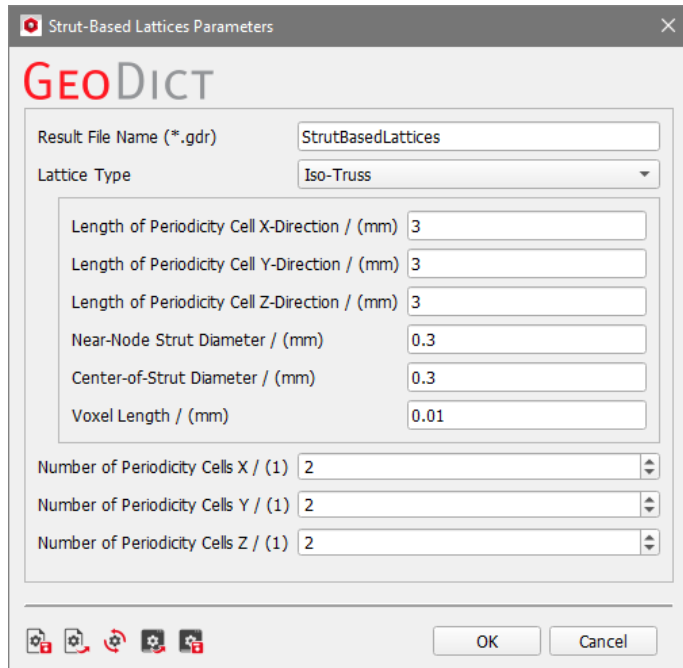 Strut-Based Lattices Parameters
GEODICT
Result File Name (*.gdr) StrutBasedLattices
Lattice Type Iso-Truss
Length of Periodicity Cell X-Direction / (mm) 3
Length of Periodicity Cell Y-Direction / (mm) 3
Length of Periodicity Cell Z-Direction / (mm) 3
Near-Node Strut Diameter / (mm) 0.3
Center-of-Strut Diameter / (mm) 0.3
Voxel Length / (mm) 0.01
Number of Periodicity Cells X / (1) 2
Number of Periodicity Cells Y / (1) 2
Number of Periodicity Cells Z / (1) 2
OK Cancel